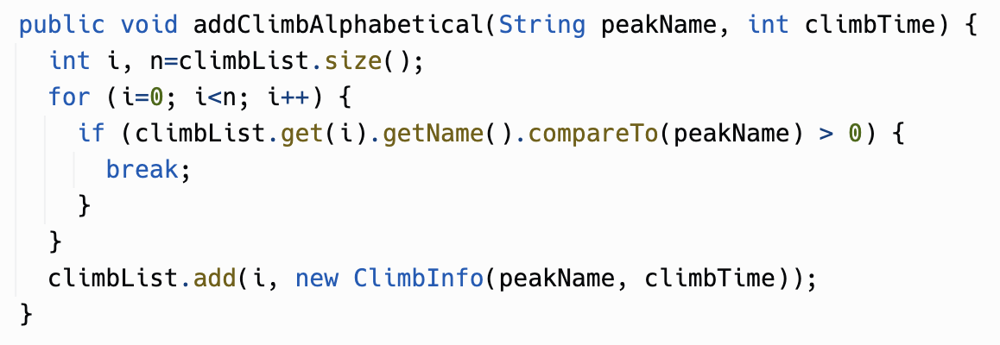 public void addClimbAlphabetical(String peakName, int climbTime) {
  int i, n=climbList.size();
  for (i=0; i<n; i++) {
    if (climbList.get(i).getName().compareTo(peakName) > 0) {
      break;
    }
  }
  climbList.add(i, new ClimbInfo(peakName, climbTime));
}